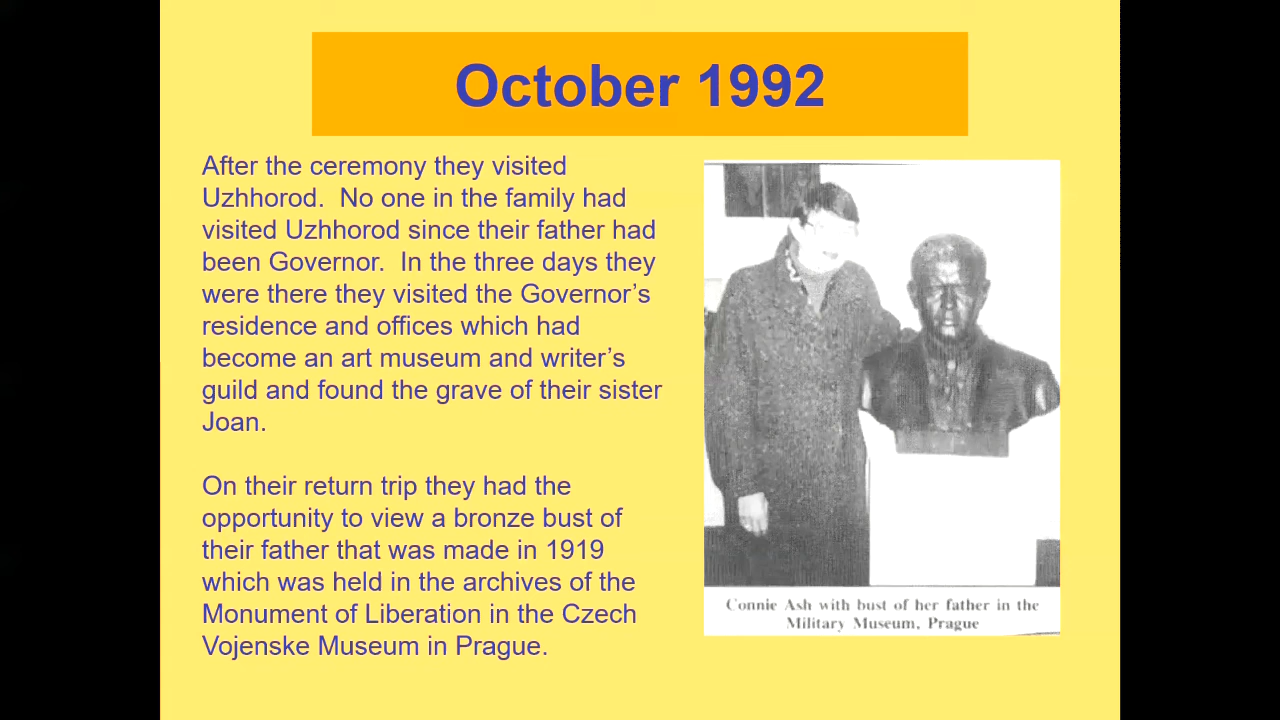 October 1992
After the ceremony they visited
Uzhhorod.  No one in the family had
visited Uzhhorod since their father had
been Governor.  In the three days they
were there they visited the Governor’s
residence and offices which had
become an art museum and writer’s
guild and found the grave of their sister
Joan.
On their return trip they had the
opportunity to view a bronze bust of
their father that was made in 1919
which was held in the archives of the
Monument of Liberation in the Czech
Vojenske Museum in Prague.
Connie Ash with bust of her father in the
Military Museum, Prague